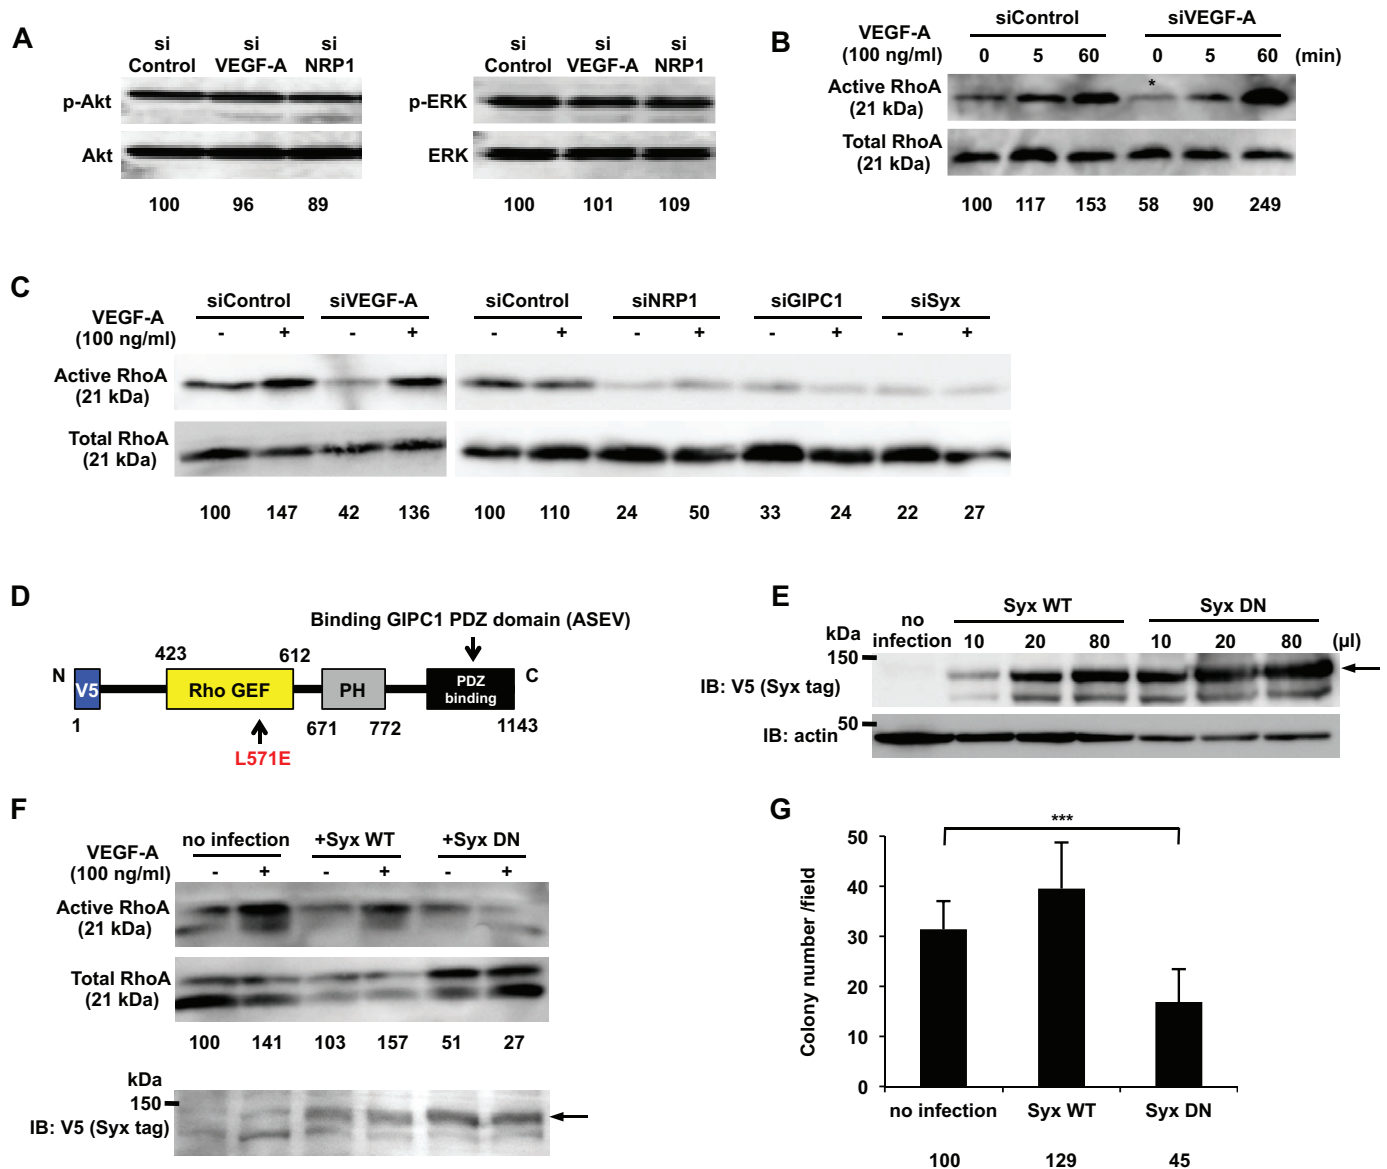 A
si Control
si VEGF-A
si NRP1
p-Akt
Akt
100 96 89
si Control
si VEGF-A
si NRP1
p-ERK
ERK
100 101 109
B
siControl siVEGF-A
VEGF-A
(100 ng/ml)
0 5 60 0 5 60 (min)
*
Active RhoA
(21 kDa)
Total RhoA
(21 kDa)
100 117 153 58 90 249
C
siControl siVEGF-A siControl siNRP1 siGIPC1 siSyx
VEGF-A
(100 ng/ml)
- + - + - + - + - + - +
Active RhoA
(21 kDa)
Total RhoA
(21 kDa)
100 147 42 136 100 110 24 50 33 24 22 27
D
Binding GIPC1 PDZ domain (ASEV)
423 612
N V5 Rho GEF PH PDZ binding C
1 671 772 1143
L571E
E
no infection
Syx WT Syx DN
kDa
10 20 80 10 20 80 (μl)
150
IB: V5 (Syx tag)
50
IB: actin
F
no infection +Syx WT +Syx DN
VEGF-A
(100 ng/ml)
- + - + - +
Active RhoA
(21 kDa)
Total RhoA
(21 kDa)
100 141 103 157 51 27
kDa
150
IB: V5 (Syx tag)
G
***
Colony number /field
50
40
30
20
10
0
no infection Syx WT Syx DN
100 129 45